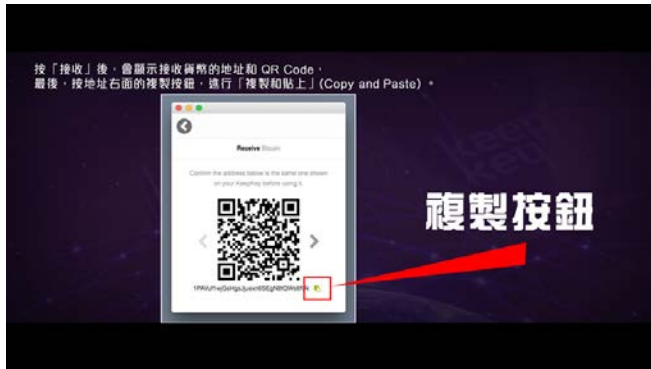 按「接收」後，會顯示接收貨幣的地址和 QR Code，
最後，按地址右面的複製按鈕，進行「複製和貼上」(Copy and Paste)。
Receive Bitcoin
Confirm the address below is the same one shown
on your KeepKey before using it.
複製按鈕
keep
key